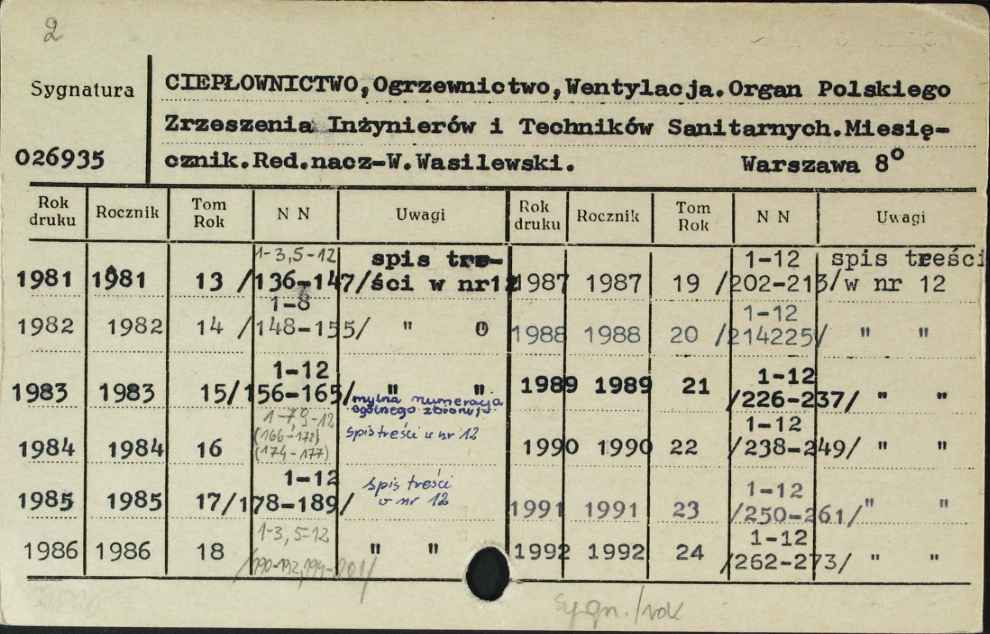 2
Sygnatura
026935
CIEPŁOWNICTWO,Ogrzewnictwo,Wentylacja.Organ Polskiego
Zrzeszenia Inżynierów i Techników Sanitarnych.Miesię-
cznik.Red.nacz-W.Wasilewski. Warszawa 8°
Rok druku Rocznik Tom Rok N N Uwagi Rok druku Rocznik Tom Rok N N Uwagi
1-3,5-12 spis tre-
1981 1981 13 /136-147/ści w nr12
1-8
1982 1982 14 /148-155/ " "
1-12
1983 1983 15/156-165/ " "
mylna numeracja
ogólnego zbioru!
1-7,9-12
1984 1984 16 (166-172) spis treści w nr 12
(174-177)
1-12 spis treści
1985 1985 17/178-189/ w nr 12
1-3,5-12
1986 1986 18 /190-192,194-201/ " "
1-12 spis treści
1987 1987 19 /202-213/w nr 12
1-12
1988 1988 20 /214225/ " "
1-12
1989 1989 21 /226-237/ " "
1-12
1990 1990 22 /238-249/ " "
1-12
1991 1991 23 /250-261/ " "
1-12
1992 1992 24 /262-273/ " "
sygn./rok